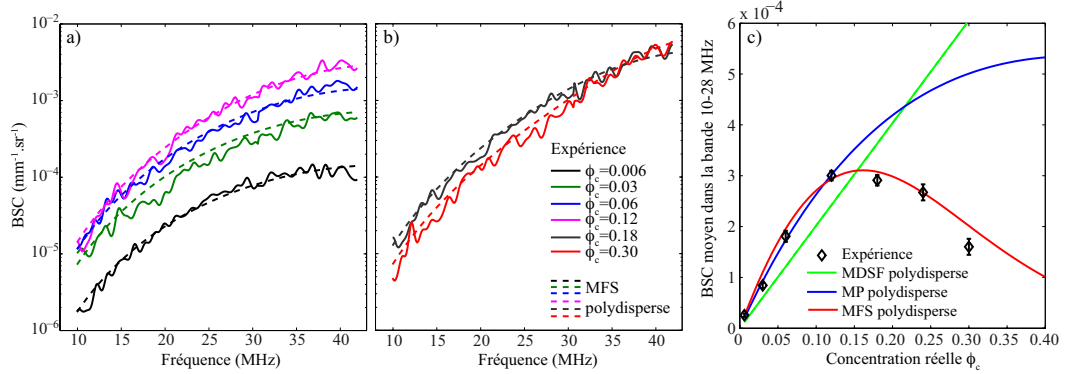 a)
10⁻²
10⁻³
10⁻⁴
10⁻⁵
10⁻⁶
BSC (mm⁻¹.sr⁻¹)
10 15 20 25 30 35 40
Fréquence (MHz)
b)
Expérience
ϕc=0.006
ϕc=0.03
ϕc=0.06
ϕc=0.12
ϕc=0.18
ϕc=0.30
MFS
polydisperse
10 15 20 25 30 35 40
Fréquence (MHz)
c)
6 x 10⁻⁴
5
4
3
2
1
0
BSC moyen dans la bande 10-28 MHz
Expérience
MDSF polydisperse
MP polydisperse
MFS polydisperse
0 0.05 0.10 0.15 0.20 0.25 0.30 0.35 0.40
Concentration réelle ϕc